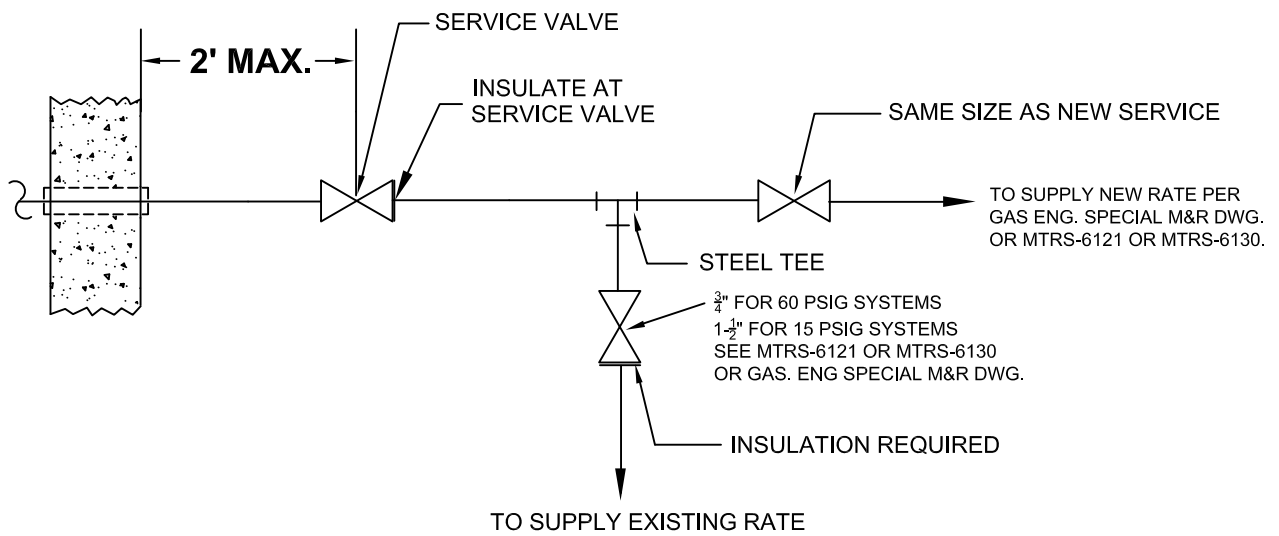 SERVICE VALVE
2' MAX.
INSULATE AT
SERVICE VALVE
SAME SIZE AS NEW SERVICE
TO SUPPLY NEW RATE PER
GAS ENG. SPECIAL M&R DWG.
OR MTRS-6121 OR MTRS-6130.
STEEL TEE
3/4" FOR 60 PSIG SYSTEMS
1-1/2" FOR 15 PSIG SYSTEMS
SEE MTRS-6121 OR MTRS-6130
OR GAS. ENG SPECIAL M&R DWG.
INSULATION REQUIRED
TO SUPPLY EXISTING RATE